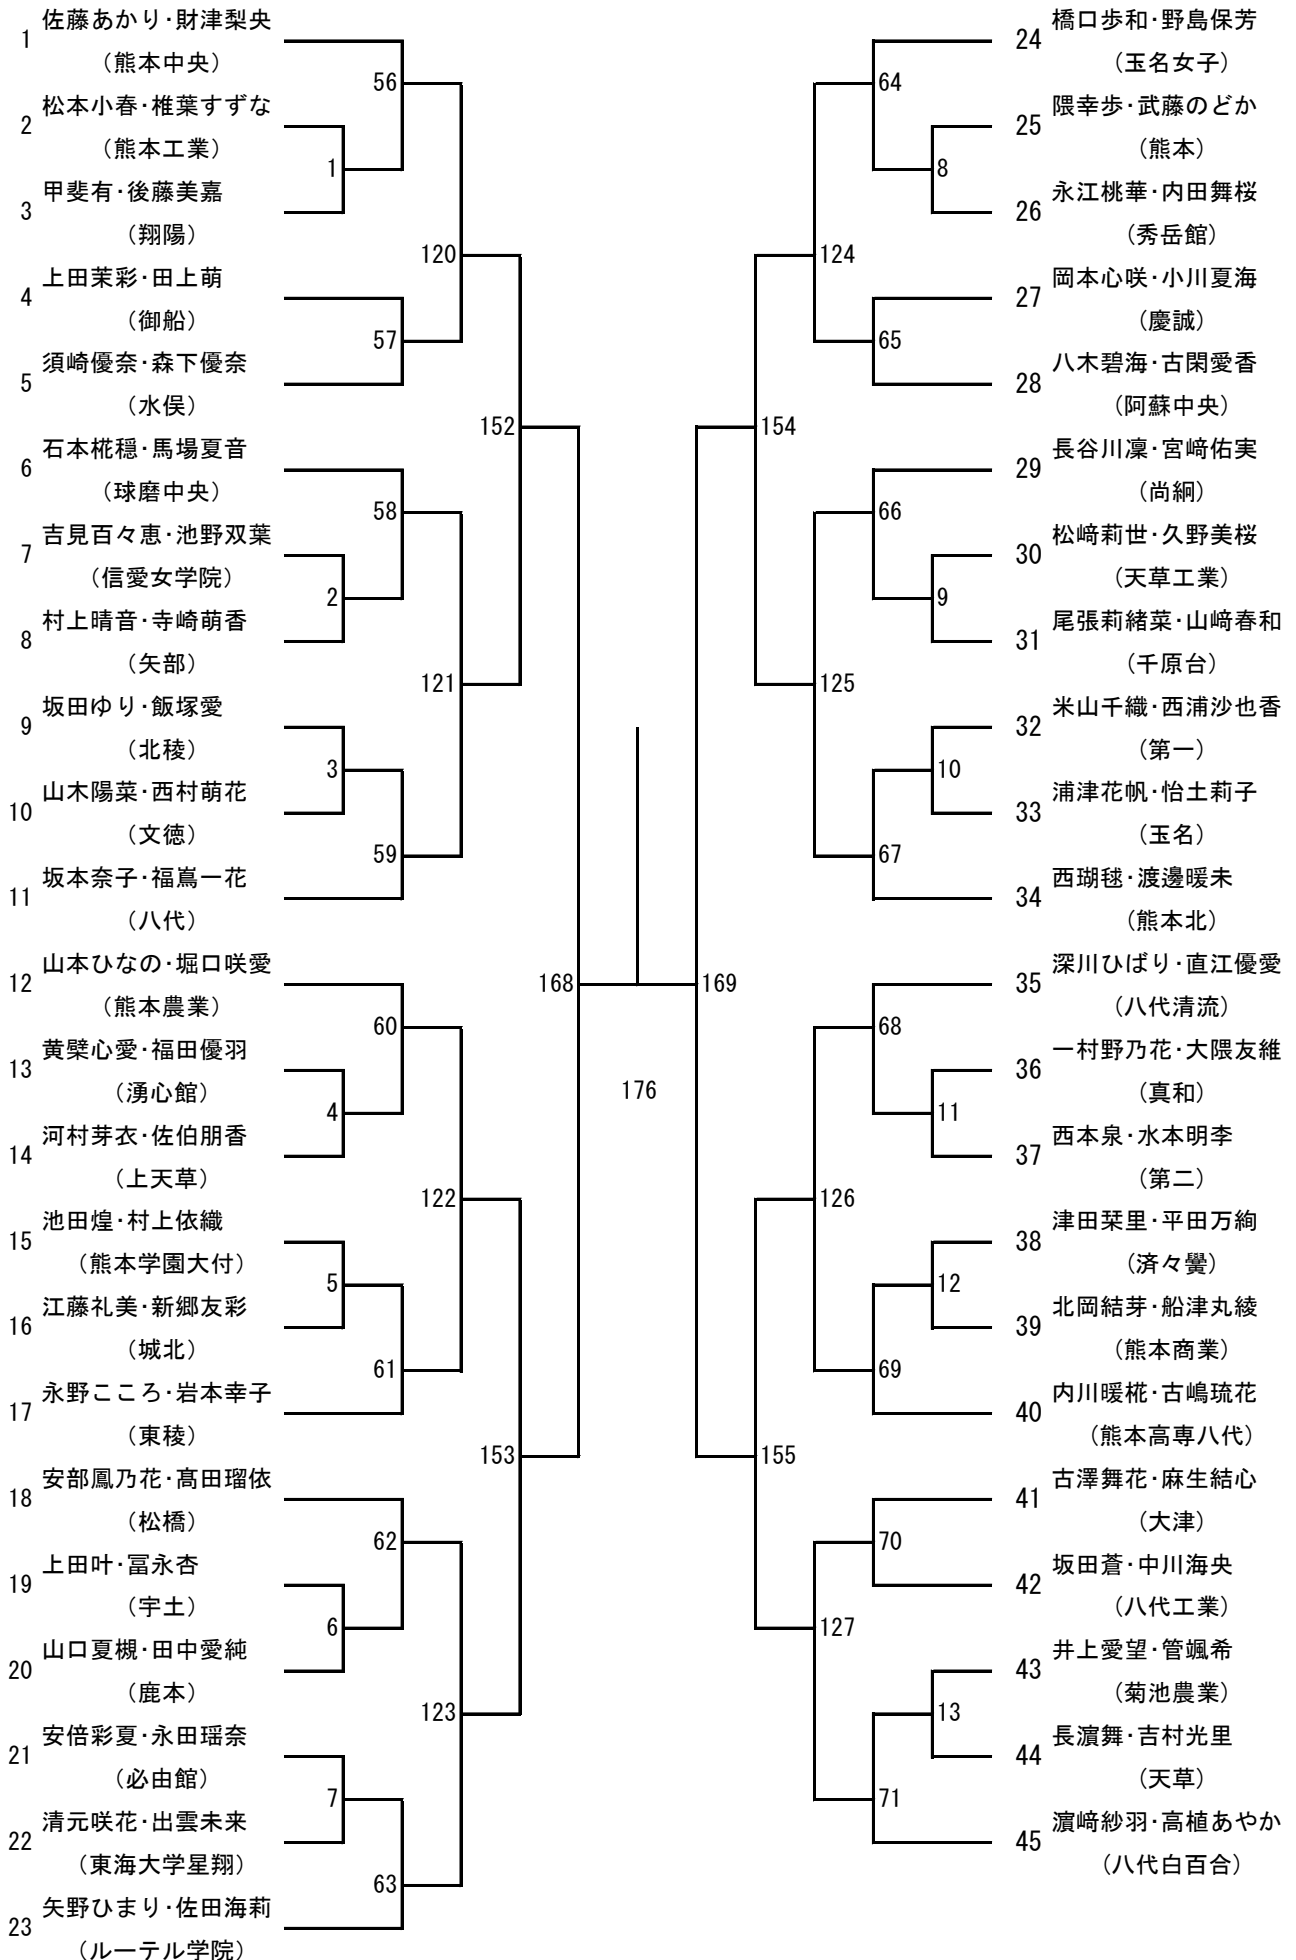 佐藤あかり・財津梨央
1
（熊本中央）
松本小春・椎葉すずな
2
（熊本工業）
甲斐有・後藤美嘉
3
（翔陽）
上田茉彩・田上萌
4
（御船）
須崎優奈・森下優奈
5
（水俣）
石本椛穏・馬場夏音
6
（球磨中央）
吉見百々恵・池野双葉
7
（信愛女学院）
村上晴音・寺崎萌香
8
（矢部）
坂田ゆり・飯塚愛
9
（北稜）
山木陽菜・西村萌花
10
（文徳）
坂本奈子・福嶌一花
11
（八代）
山本ひなの・堀口咲愛
12
（熊本農業）
黄檗心愛・福田優羽
13
（湧心館）
河村芽衣・佐伯朋香
14
（上天草）
池田煌・村上依織
15
（熊本学園大付）
江藤礼美・新郷友彩
16
（城北）
永野こころ・岩本幸子
17
（東稜）
安部鳳乃花・髙田瑠依
18
（松橋）
上田叶・冨永杏
19
（宇土）
山口夏槻・田中愛純
20
（鹿本）
安倍彩夏・永田瑶奈
21
（必由館）
清元咲花・出雲未来
22
（東海大学星翔）
矢野ひまり・佐田海莉
23
（ルーテル学院）
56
1
120
57
152
58
2
121
3
59
168
60
4
122
5
61
153
62
6
123
7
63
176
169
154
124
64
8
65
66
9
125
10
67
68
11
126
12
69
155
70
127
13
71
橋口歩和・野島保芳
24
（玉名女子）
隈幸歩・武藤のどか
25
（熊本）
永江桃華・内田舞桜
26
（秀岳館）
岡本心咲・小川夏海
27
（慶誠）
八木碧海・古閑愛香
28
（阿蘇中央）
長谷川凜・宮﨑佑実
29
（尚絅）
松﨑莉世・久野美桜
30
（天草工業）
尾張莉緒菜・山﨑春和
31
（千原台）
米山千織・西浦沙也香
32
（第一）
浦津花帆・怡土莉子
33
（玉名）
西瑚毬・渡邊暖未
34
（熊本北）
深川ひばり・直江優愛
35
（八代清流）
一村野乃花・大隈友維
36
（真和）
西本泉・水本明李
37
（第二）
津田栞里・平田万絢
38
（済々黌）
北岡結芽・船津丸綾
39
（熊本商業）
内川暖椛・古嶋琉花
40
（熊本高専八代）
古澤舞花・麻生結心
41
（大津）
坂田蒼・中川海央
42
（八代工業）
井上愛望・管颯希
43
（菊池農業）
長濵舞・吉村光里
44
（天草）
濵﨑紗羽・高植あやか
45
（八代白百合）